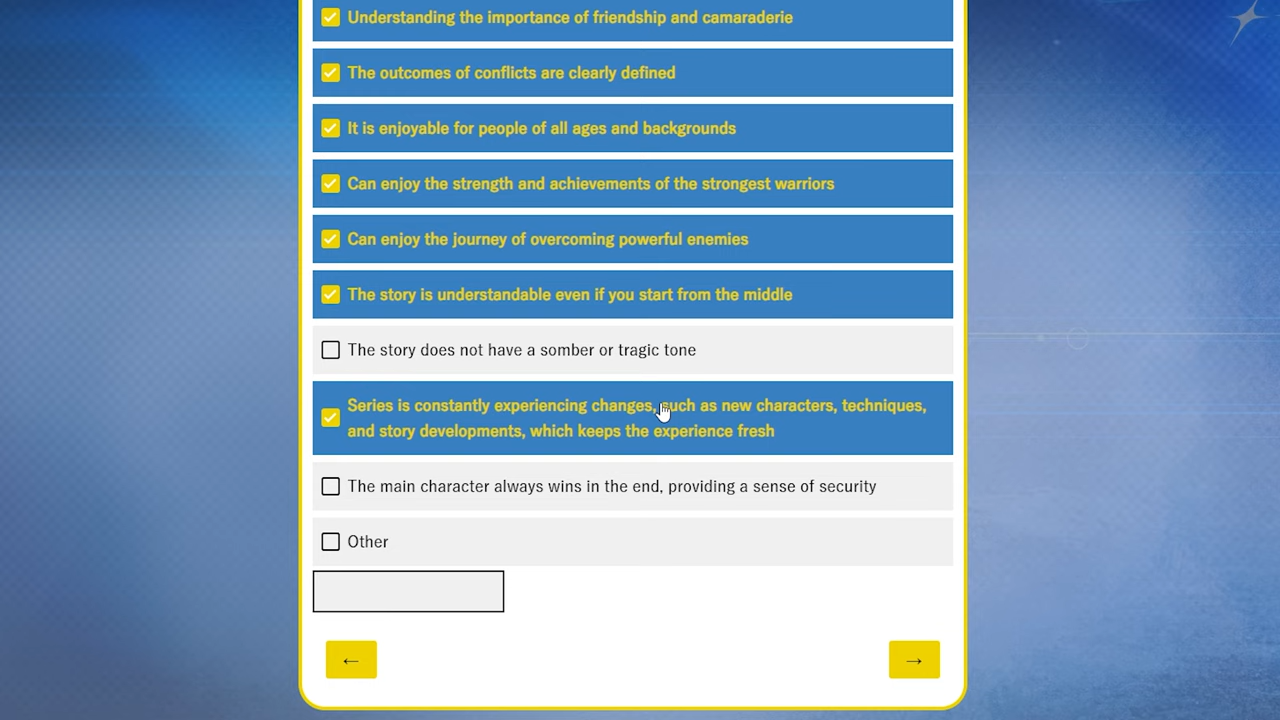 Understanding the importance of friendship and camaraderie
The outcomes of conflicts are clearly defined
It is enjoyable for people of all ages and backgrounds
Can enjoy the strength and achievements of the strongest warriors
Can enjoy the journey of overcoming powerful enemies
The story is understandable even if you start from the middle
The story does not have a somber or tragic tone
Series is constantly experiencing changes, such as new characters, techniques,
and story developments, which keeps the experience fresh
The main character always wins in the end, providing a sense of security
Other
← →